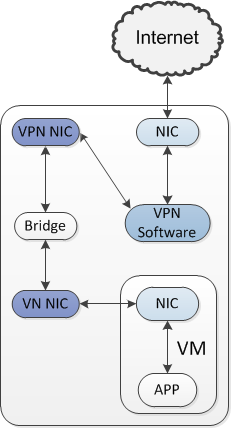 Internet
VPN NIC
NIC
Bridge
VPN
Software
VN NIC
NIC
VM
APP